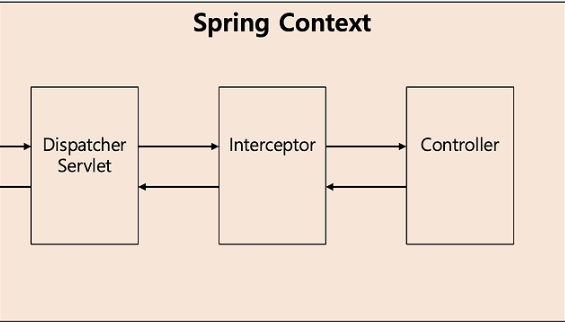 Spring Context
Dispatcher
Servlet
Interceptor
Controller